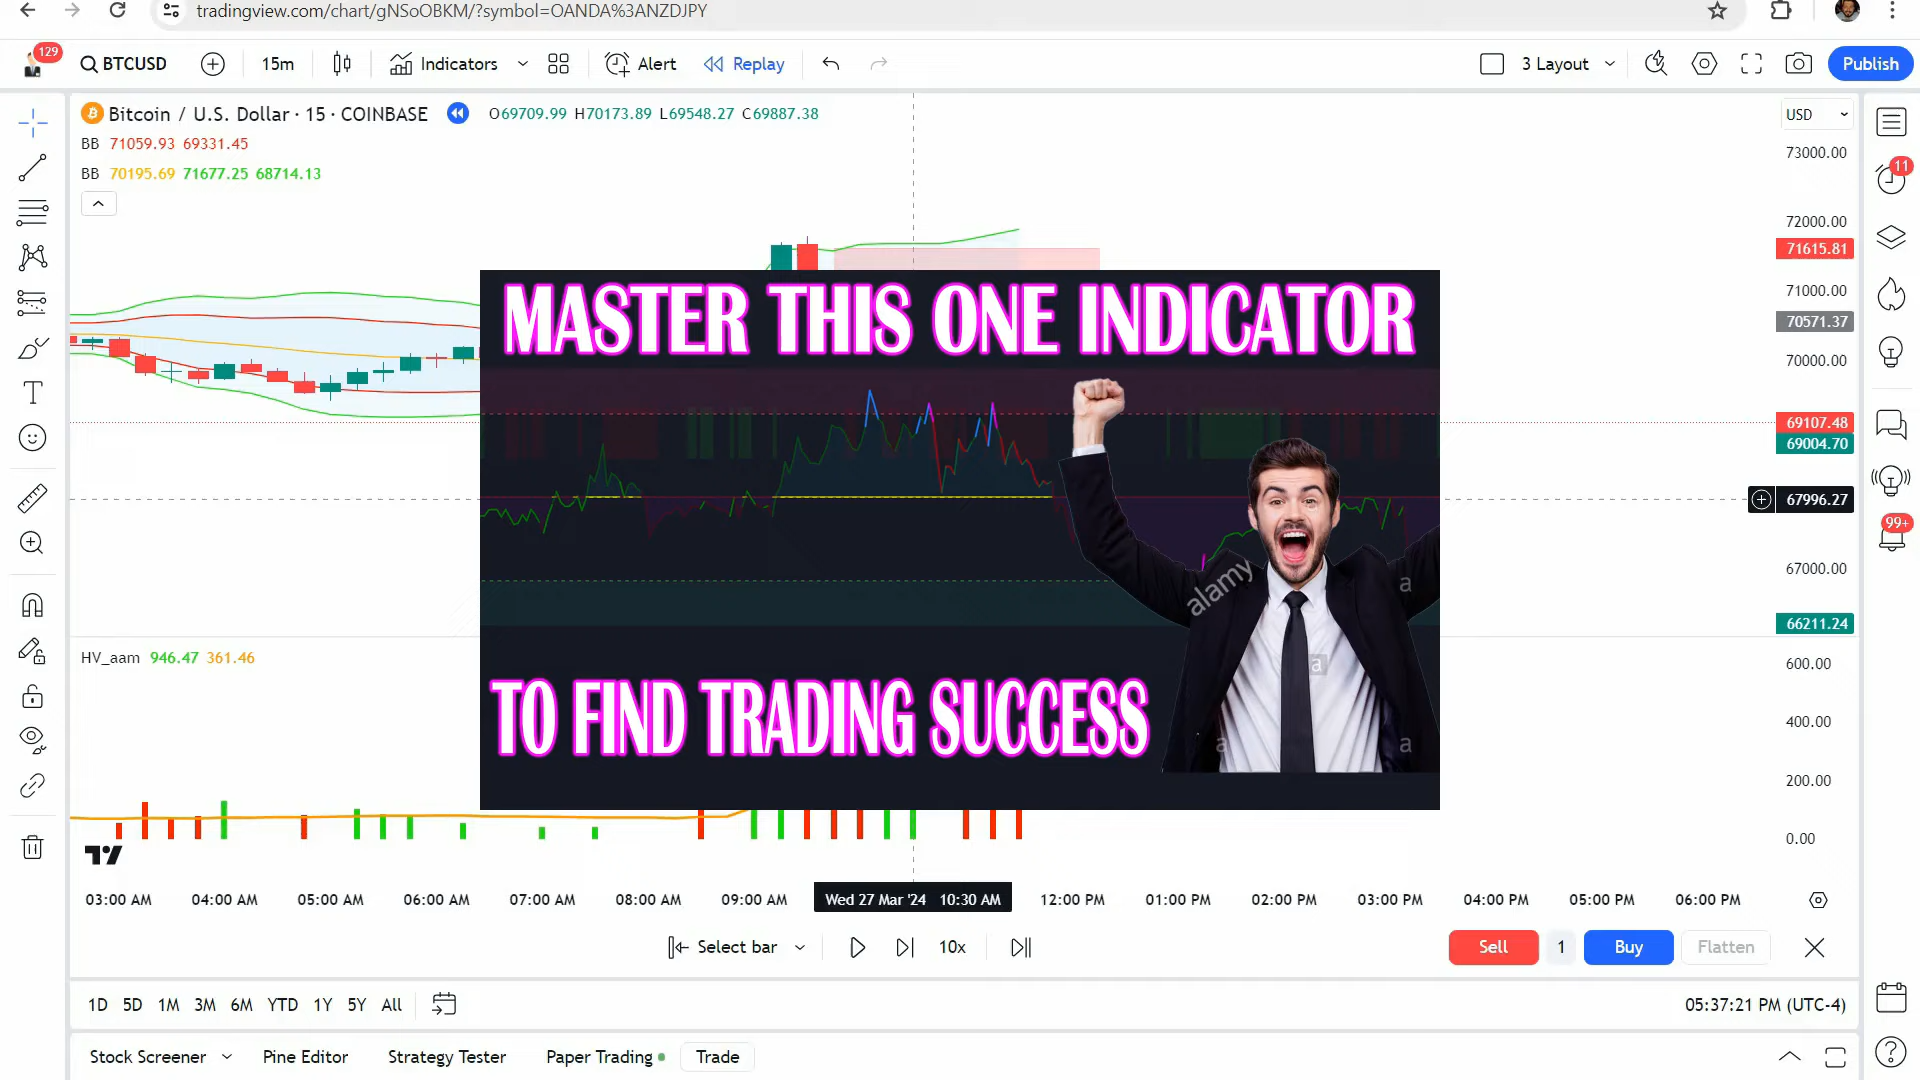 tradingview.com/chart/gNSoOBKM/?symbol=OANDA%3ANZDJPY
129
BTCUSD 15m Indicators Alert Replay 3 Layout Publish
Bitcoin / U.S. Dollar · 15 · COINBASE O69709.99 H70173.89 L69548.27 C69887.38 USD
BB 71059.93 69331.45
BB 70195.69 71677.25 68714.13
73000.00
11
72000.00
71615.81
71000.00
70571.37
70000.00
69107.48
69004.70
67996.27
99+
67000.00
66211.24
MASTER THIS ONE INDICATOR
alamy
a
a
a
a
TO FIND TRADING SUCCESS
HV_aam 946.47 361.46
600.00
400.00
200.00
0.00
03:00 AM 04:00 AM 05:00 AM 06:00 AM 07:00 AM 08:00 AM 09:00 AM Wed 27 Mar '24 10:30 AM 12:00 PM 01:00 PM 02:00 PM 03:00 PM 04:00 PM 05:00 PM 06:00 PM
Select bar 10x Sell 1 Buy Flatten
1D 5D 1M 3M 6M YTD 1Y 5Y All 05:37:21 PM (UTC-4)
Stock Screener Pine Editor Strategy Tester Paper Trading Trade